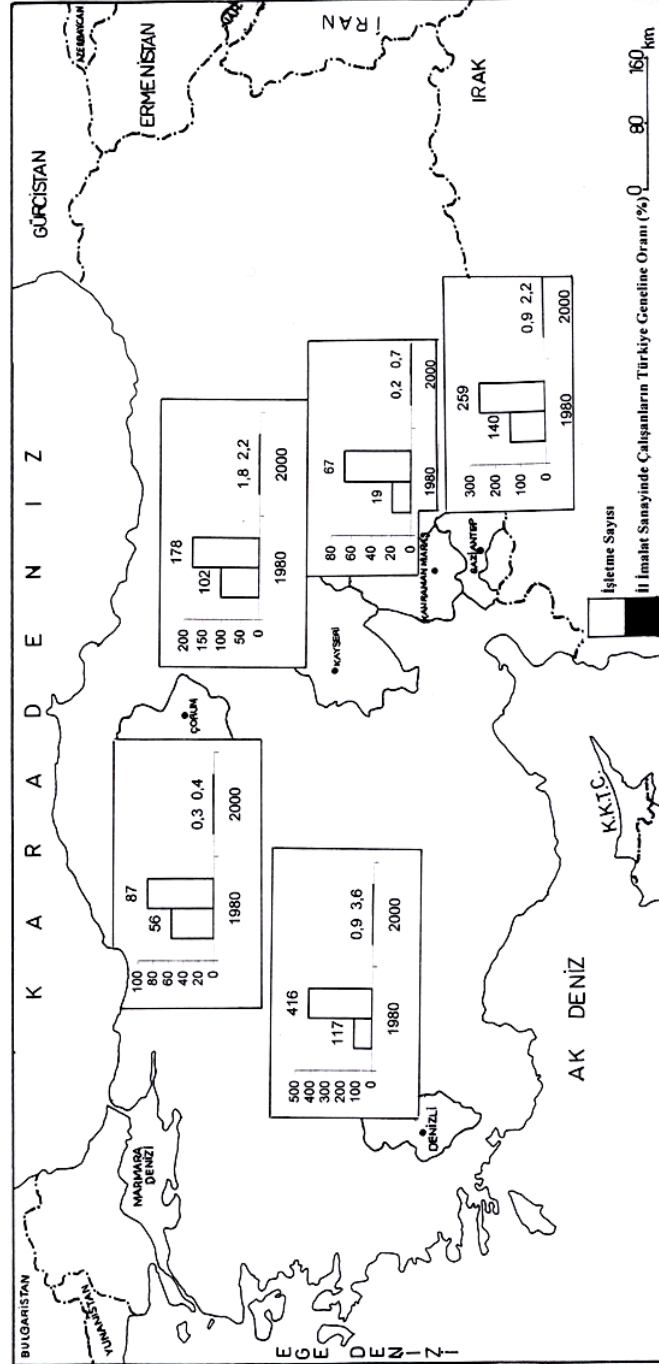 BULGARİSTAN
YUNANİSTAN
K A R A D E N I Z
GÜRCİSTAN
AZERBAYCAN
ERMENİSTAN
İRAN
IRAK
MARMARA
DENİZİ
EGE DENİZİ
AK DENİZ
K.K.T.C.
100
80
60
40
20
0
56
87
0,3 0,4
1980
2000
ÇORUM
200
150
100
50
0
102
178
1,8 2,2
1980
2000
KAYSERİ
500
400
300
200
100
0
117
416
0,9 3,6
1980
2000
DENİZLİ
80
60
40
20
0
19
67
0,2 0,7
1980
2000
KAHRAMAN MARAŞ
300
200
100
0
140
259
0,9 2,2
1980
2000
GAZİANTEP
İşletme Sayısı
İl İmalat Sanayinde Çalışanların Türkiye Geneline Oranı (%)
0 80 160 km